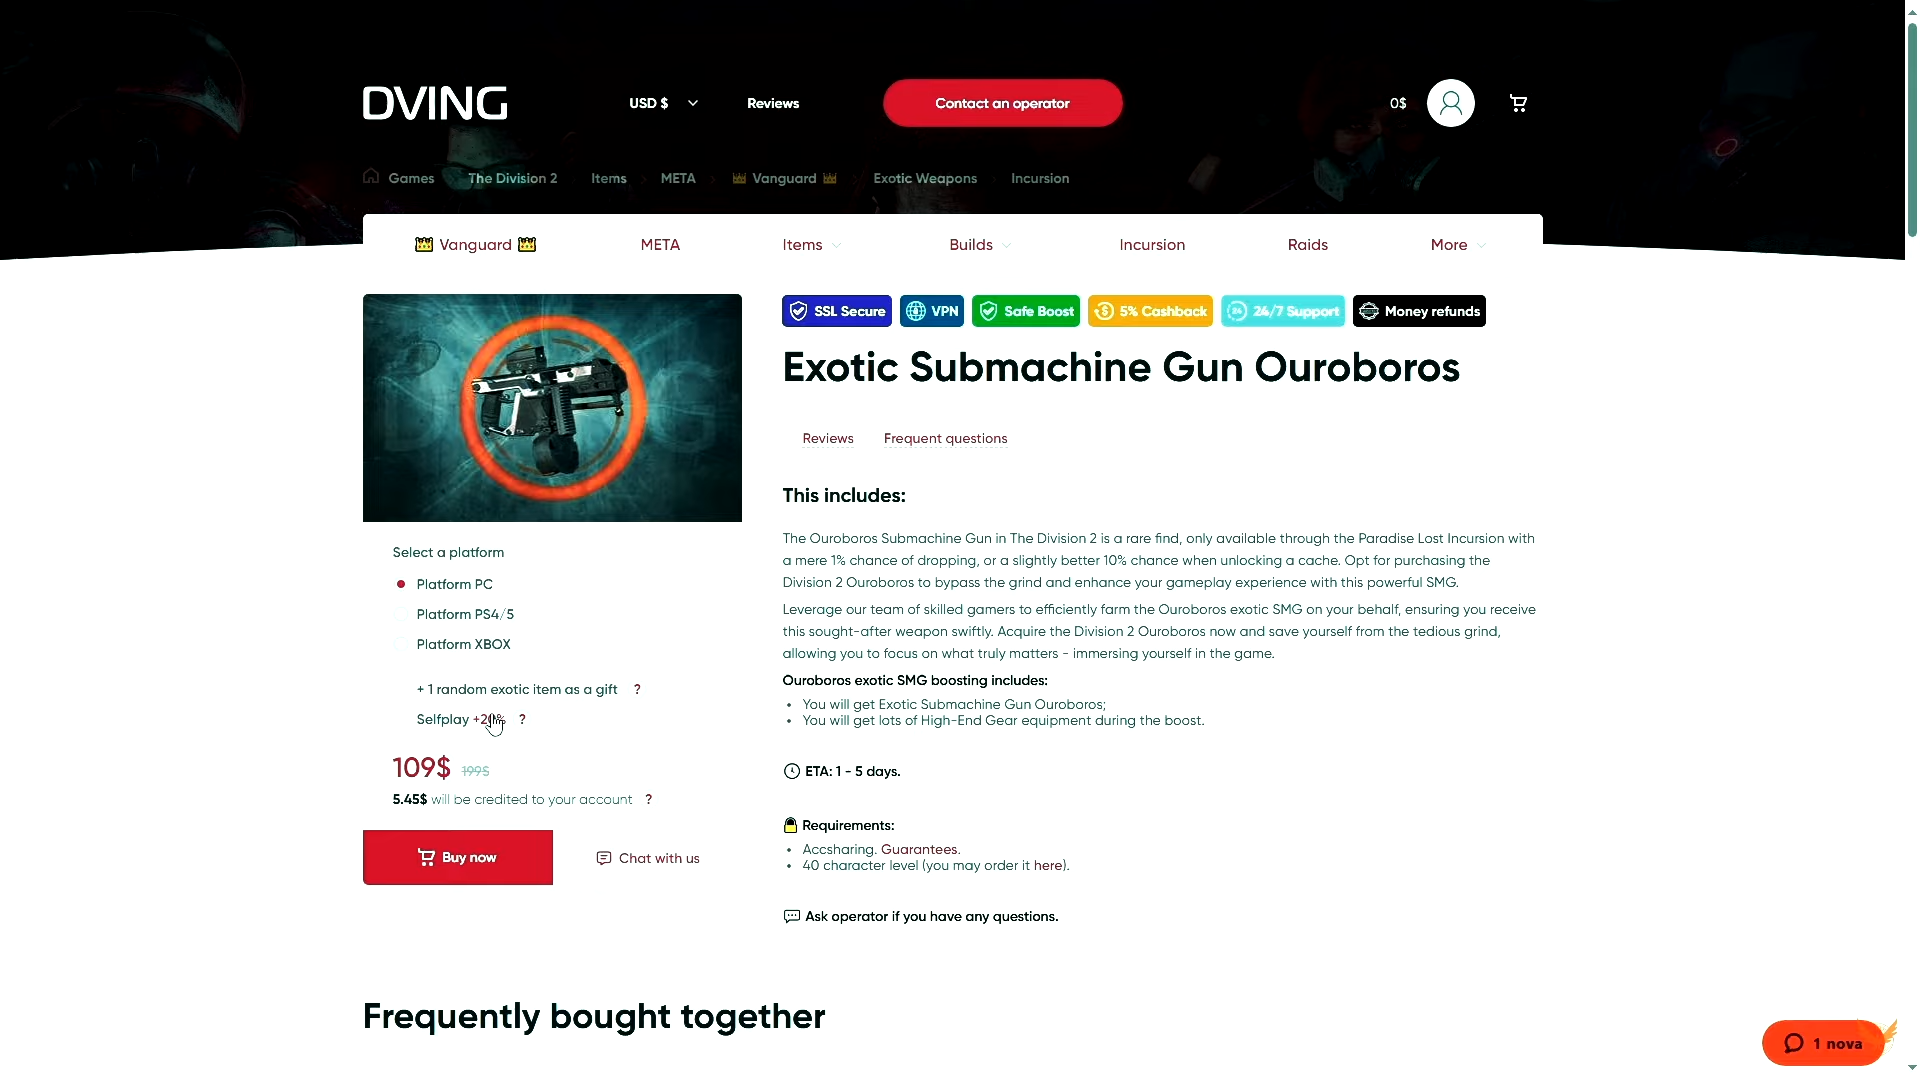 DVING
USD $
Reviews
Contact an operator
0$
Games
The Division 2
Items
META
Vanguard
Exotic Weapons
Incursion
Vanguard
META
Items
Builds
Incursion
Raids
More
SSL Secure
VPN
Safe Boost
5% Cashback
24/7 Support
Money refunds
Exotic Submachine Gun Ouroboros
Reviews
Frequent questions
This includes:
The Ouroboros Submachine Gun in The Division 2 is a rare find, only available through the Paradise Lost Incursion with
a mere 1% chance of dropping, or a slightly better 10% chance when unlocking a cache. Opt for purchasing the
Division 2 Ouroboros to bypass the grind and enhance your gameplay experience with this powerful SMG.
Leverage our team of skilled gamers to efficiently farm the Ouroboros exotic SMG on your behalf, ensuring you receive
this sought-after weapon swiftly. Acquire the Division 2 Ouroboros now and save yourself from the tedious grind,
allowing you to focus on what truly matters - immersing yourself in the game.
Ouroboros exotic SMG boosting includes:
• You will get Exotic Submachine Gun Ouroboros;
• You will get lots of High-End Gear equipment during the boost.
ETA: 1 - 5 days.
Requirements:
• Accsharing. Guarantees.
• 40 character level (you may order it here).
Ask operator if you have any questions.
Select a platform
Platform PC
Platform PS4/5
Platform XBOX
+ 1 random exotic item as a gift ?
Selfplay ?
109$ 199$
5.45$ will be credited to your account ?
Buy now
Chat with us
Frequently bought together
1 nova